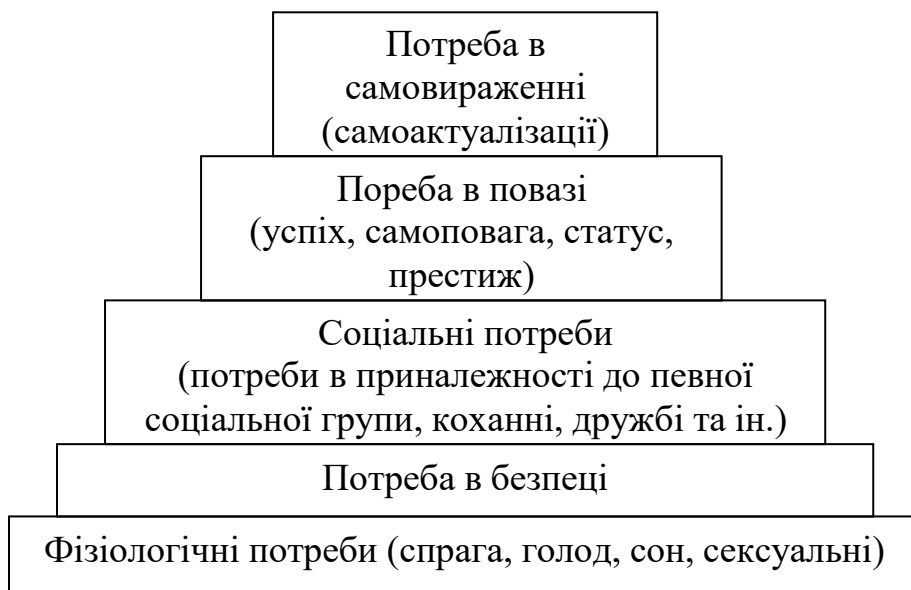 Потреба в
самовираженні
(самоактуалізації)
Пореба в повазі
(успіх, самоповага, статус,
престиж)
Соціальні потреби
(потреби в приналежності до певної
соціальної групи, коханні, дружбі та ін.)
Потреба в безпеці
Фізіологічні потреби (спрага, голод, сон, сексуальні)